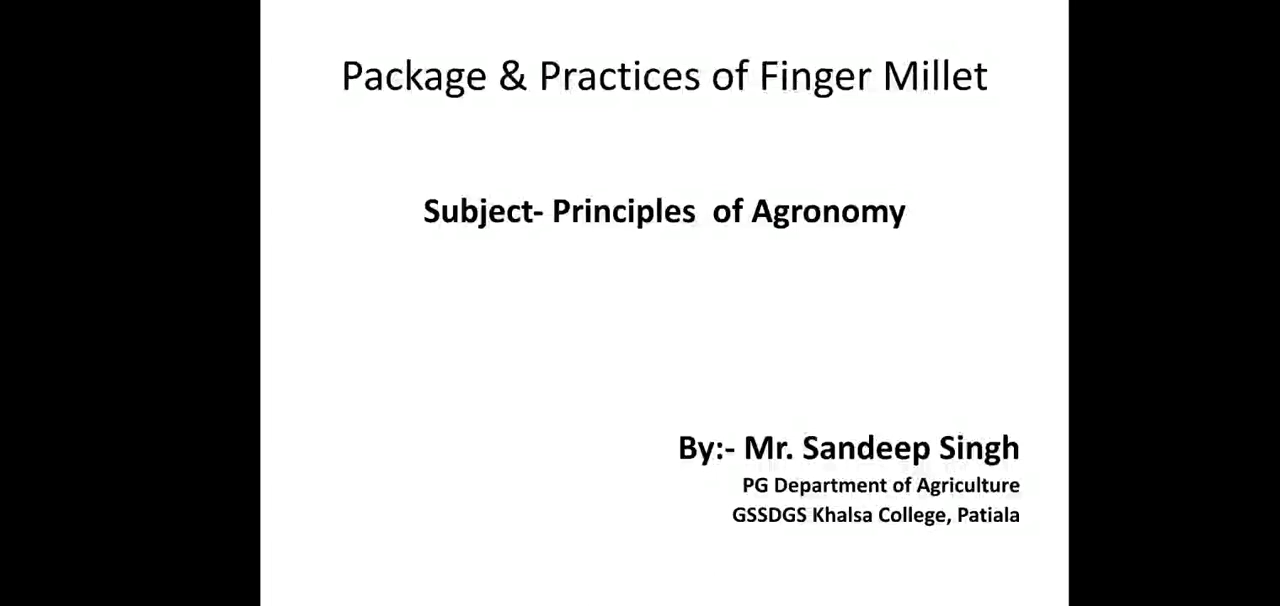 Package & Practices of Finger Millet
Subject- Principles of Agronomy
By:- Mr. Sandeep Singh
PG Department of Agriculture
GSSDGS Khalsa College, Patiala